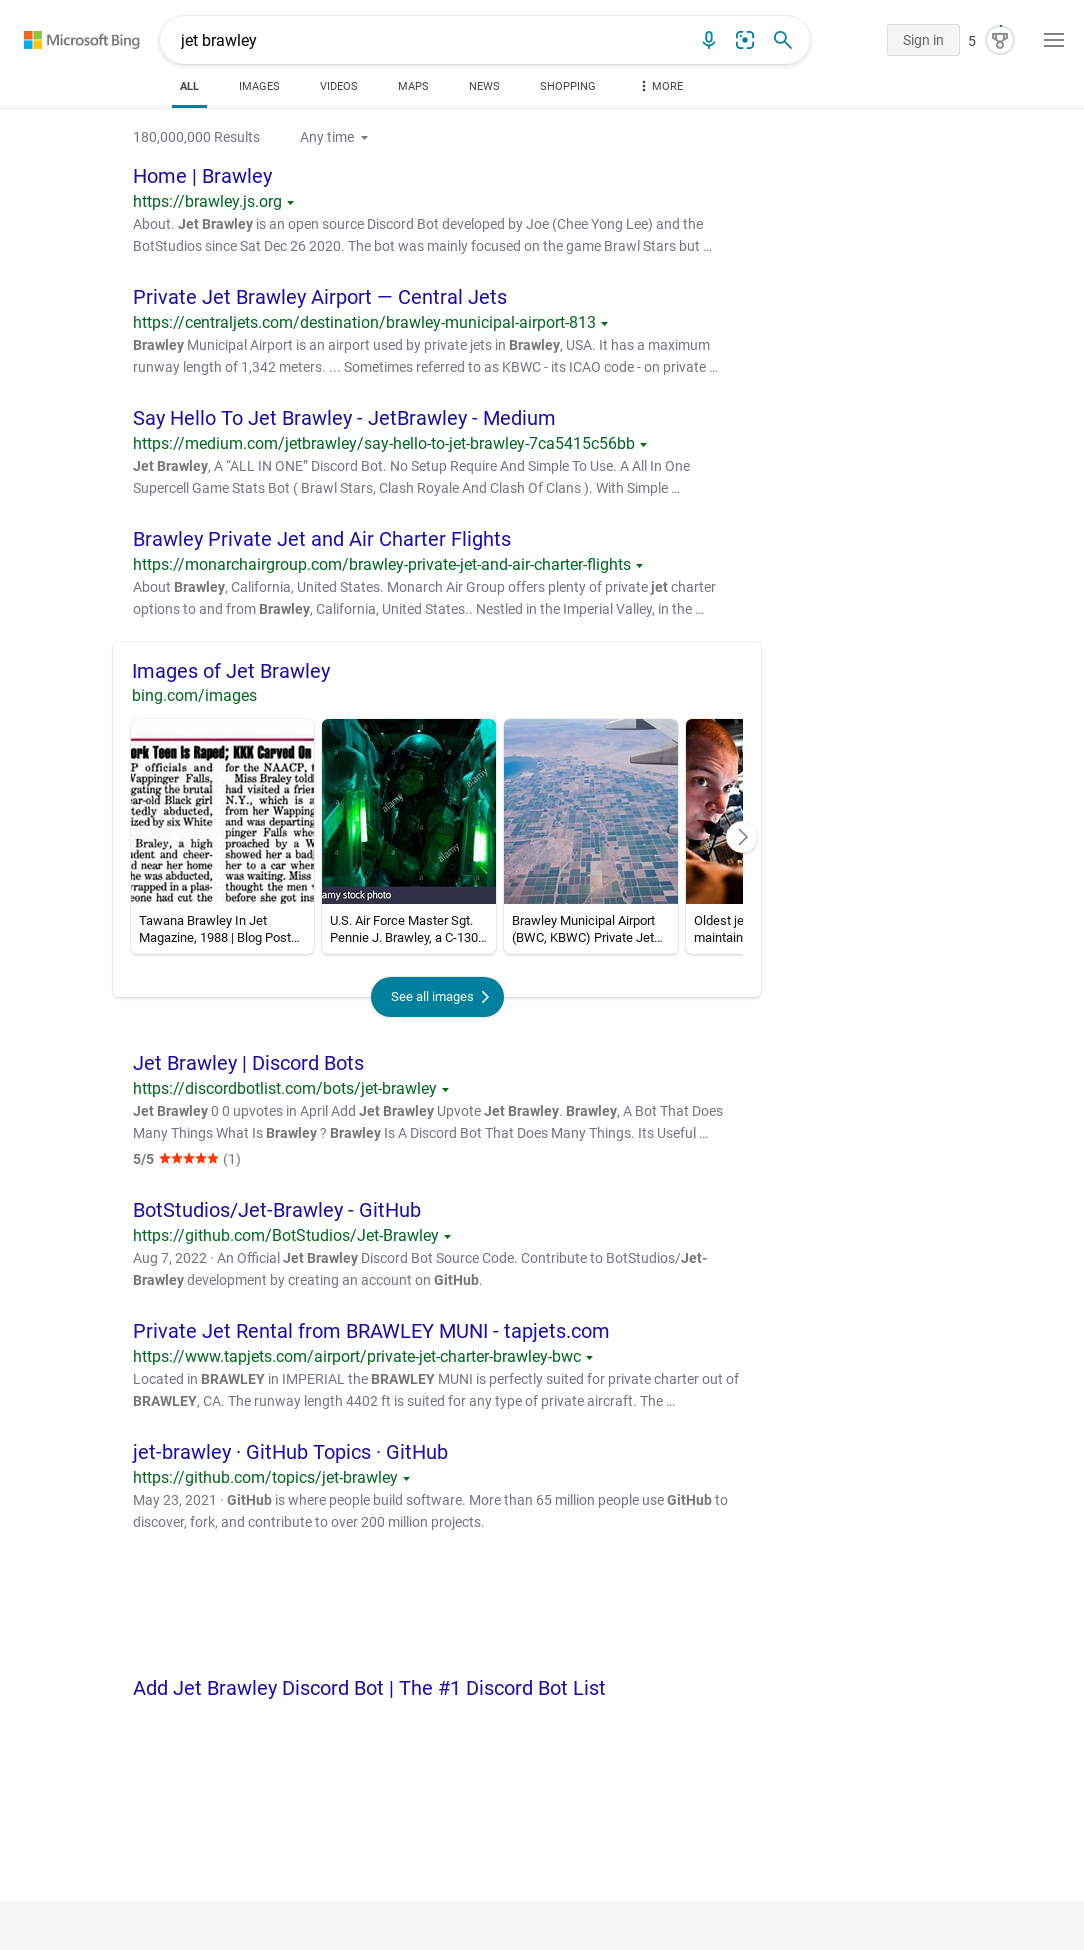 Microsoft Bing
jet brawley
Sign in
5
ALL
IMAGES
VIDEOS
MAPS
NEWS
SHOPPING
MORE
180,000,000 Results
Any time
Home | Brawley
https://brawley.js.org
About. Jet Brawley is an open source Discord Bot developed by Joe (Chee Yong Lee) and the
BotStudios since Sat Dec 26 2020. The bot was mainly focused on the game Brawl Stars but …
Private Jet Brawley Airport — Central Jets
https://centraljets.com/destination/brawley-municipal-airport-813
Brawley Municipal Airport is an airport used by private jets in Brawley, USA. It has a maximum
runway length of 1,342 meters. ... Sometimes referred to as KBWC - its ICAO code - on private …
Say Hello To Jet Brawley - JetBrawley - Medium
https://medium.com/jetbrawley/say-hello-to-jet-brawley-7ca5415c56bb
Jet Brawley, A “ALL IN ONE” Discord Bot. No Setup Require And Simple To Use. A All In One
Supercell Game Stats Bot ( Brawl Stars, Clash Royale And Clash Of Clans ). With Simple …
Brawley Private Jet and Air Charter Flights
https://monarchairgroup.com/brawley-private-jet-and-air-charter-flights
About Brawley, California, United States. Monarch Air Group offers plenty of private jet charter
options to and from Brawley, California, United States.. Nestled in the Imperial Valley, in the …
Images of Jet Brawley
bing.com/images
ork Teen Is Raped; KKK Carved On
P officials and
Wappinger Falls,
gating the brutal
ear-old Black girl
tedly abducted,
ized by six White
Braley, a high
dent and cheer-
d near her home
he was abducted,
wrapped in a plas-
eone had cut the
for the NAACP, t
Miss Braley told
had visited a frie
N.Y., which is a
from her Wapping
and was departing
pinger Falls whe
proached by a W
showed her a bad
her to a car wher
was waiting. Miss
thought the men
before she got ins
alamy
alamy
alamy
amy stock photo
Tawana Brawley In Jet
Magazine, 1988 | Blog Post…
U.S. Air Force Master Sgt.
Pennie J. Brawley, a C-130…
Brawley Municipal Airport
(BWC, KBWC) Private Jet…
Oldest je
maintain
See all images
Jet Brawley | Discord Bots
https://discordbotlist.com/bots/jet-brawley
Jet Brawley 0 0 upvotes in April Add Jet Brawley Upvote Jet Brawley. Brawley, A Bot That Does
Many Things What Is Brawley ? Brawley Is A Discord Bot That Does Many Things. Its Useful …
5/5 ★★★★★ (1)
BotStudios/Jet-Brawley - GitHub
https://github.com/BotStudios/Jet-Brawley
Aug 7, 2022 · An Official Jet Brawley Discord Bot Source Code. Contribute to BotStudios/Jet-
Brawley development by creating an account on GitHub.
Private Jet Rental from BRAWLEY MUNI - tapjets.com
https://www.tapjets.com/airport/private-jet-charter-brawley-bwc
Located in BRAWLEY in IMPERIAL the BRAWLEY MUNI is perfectly suited for private charter out of
BRAWLEY, CA. The runway length 4402 ft is suited for any type of private aircraft. The …
jet-brawley · GitHub Topics · GitHub
https://github.com/topics/jet-brawley
May 23, 2021 · GitHub is where people build software. More than 65 million people use GitHub to
discover, fork, and contribute to over 200 million projects.
Add Jet Brawley Discord Bot | The #1 Discord Bot List